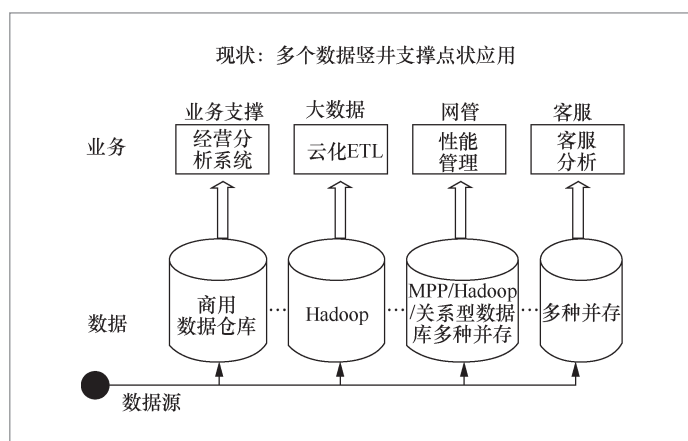 现状：多个数据竖井支撑点状应用
业务支撑
大数据
网管
客服
业务
经营分
析系统
云化ETL
性能
管理
客服
分析
数据
商用
数据仓库
…
Hadoop
…
MPP/Hadoop
/关系型数据
库多种并存
…
多种并存
数据源